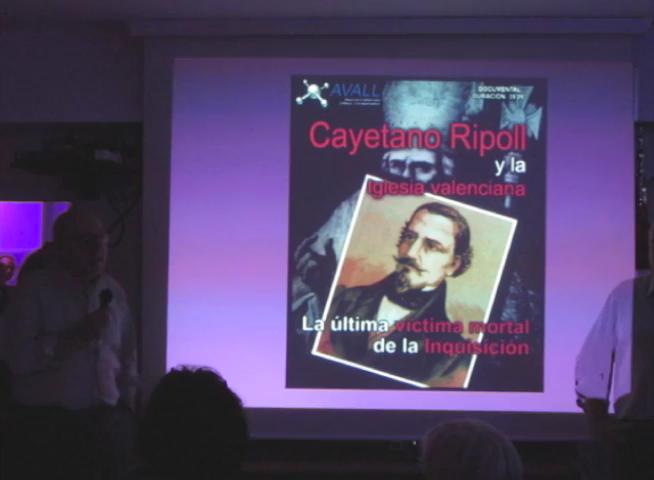 AVALL
DOCUMENTAL
Cayetano Ripoll
y la
Iglesia valenciana
La última víctima mortal
de la Inquisición